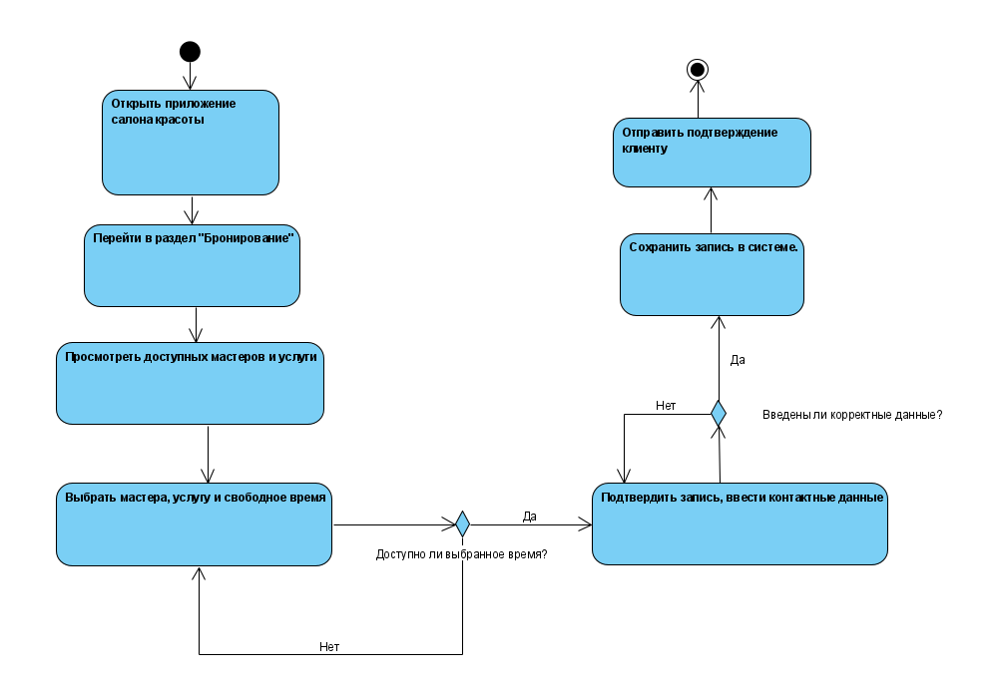 Открыть приложение
салона красоты
Перейти в раздел "Бронирование"
Просмотреть доступных мастеров и услуги
Выбрать мастера, услугу и свободное время
Доступно ли выбранное время?
Нет
Да
Подтвердить запись, ввести контактные данные
Введены ли корректные данные?
Нет
Да
Сохранить запись в системе.
Отправить подтверждение
клиенту